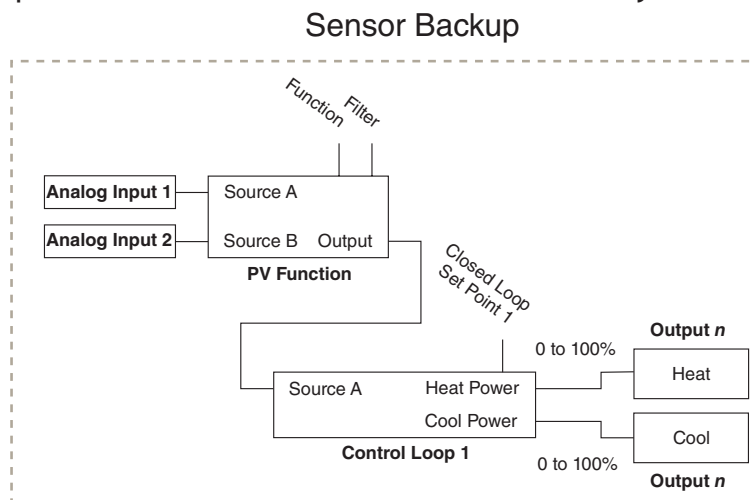 Sensor Backup
Function
Filter
Analog Input 1
Source A
Analog Input 2
Source B Output
PV Function
Closed Loop
Set Point 1
0 to 100%
Output n
Source A
Heat Power
Heat
Cool Power
Cool
Control Loop 1
0 to 100%
Output n